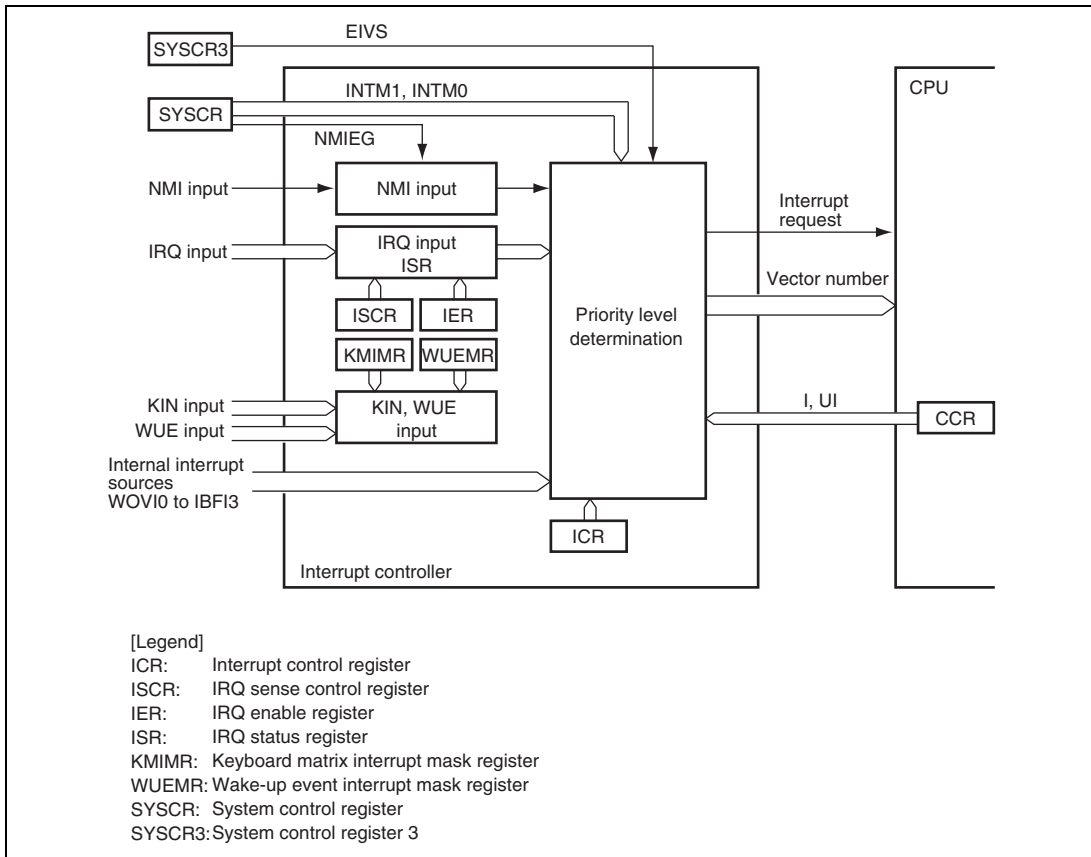 EIVS
SYSCR3
INTM1, INTM0
CPU
SYSCR
NMIEG
NMI input
NMI input
Interrupt
request
IRQ input
IRQ input
ISR
Vector number
ISCR
IER
Priority level
determination
KMIMR
WUEMR
KIN input
WUE input
KIN, WUE
input
I, UI
CCR
Internal interrupt
sources
WOVI0 to IBFI3
ICR
Interrupt controller
[Legend]
ICR: Interrupt control register
ISCR: IRQ sense control register
IER: IRQ enable register
ISR: IRQ status register
KMIMR: Keyboard matrix interrupt mask register
WUEMR: Wake-up event interrupt mask register
SYSCR: System control register
SYSCR3: System control register 3